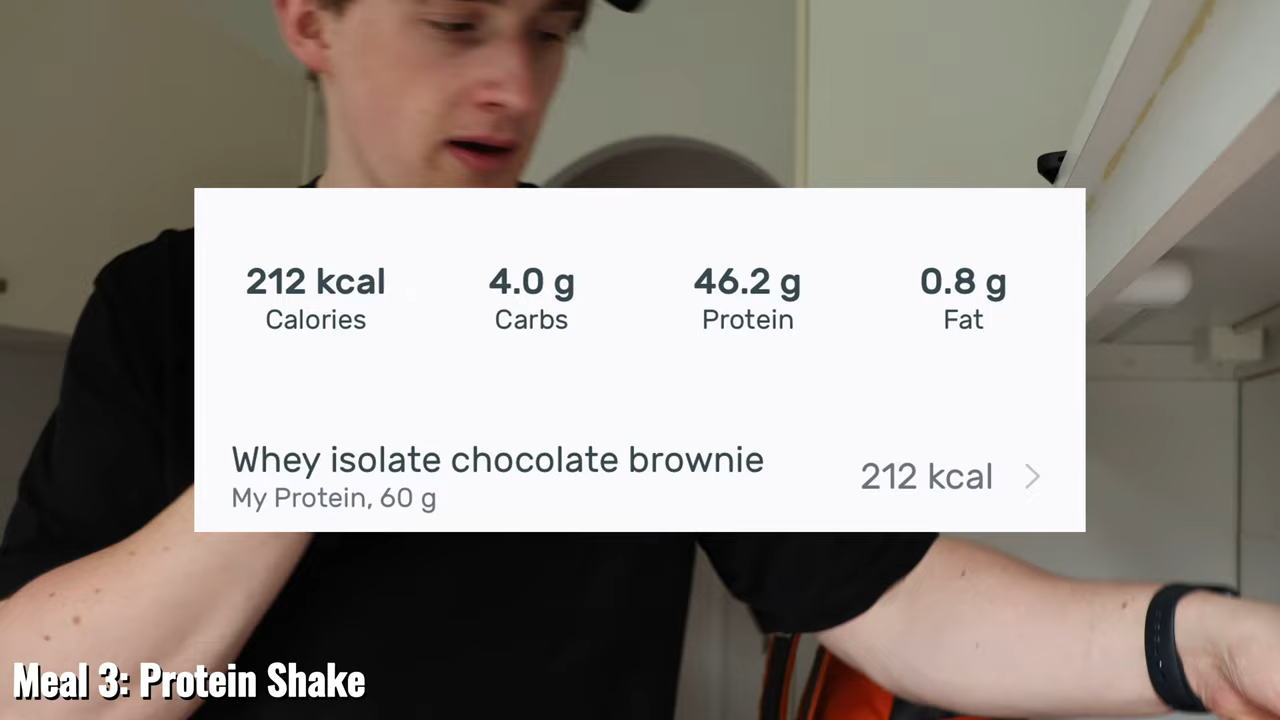 212 kcal 4.0 g 46.2 g 0.8 g
Calories Carbs Protein Fat
Whey isolate chocolate brownie
212 kcal
My Protein, 60 g
Meal 3: Protein Shake